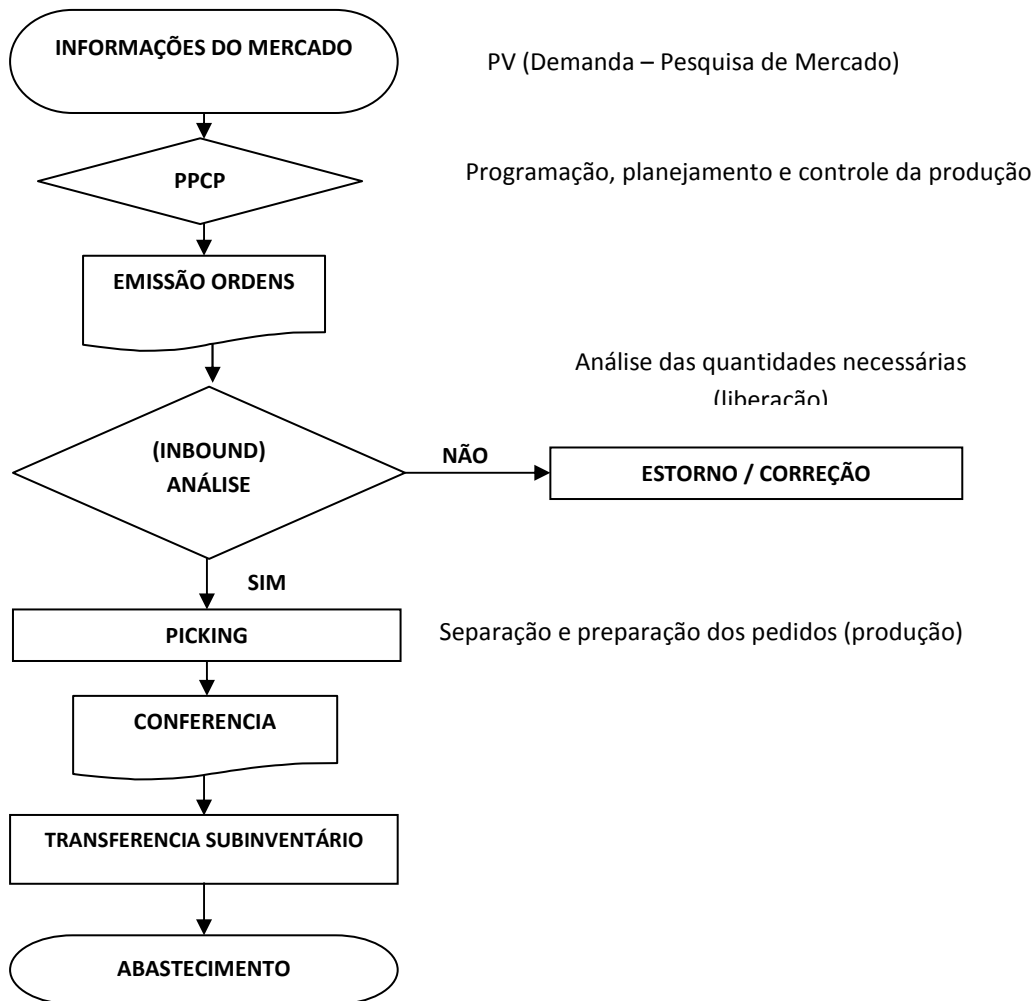 INFORMAÇÕES DO MERCADO
PV (Demanda – Pesquisa de Mercado)
PPCP
Programação, planejamento e controle da produção
EMISSÃO ORDENS
Análise das quantidades necessárias
(liberação)
(INBOUND)
ANÁLISE
NÃO
ESTORNO / CORREÇÃO
SIM
PICKING
Separação e preparação dos pedidos (produção)
CONFERENCIA
TRANSFERENCIA SUBINVENTÁRIO
ABASTECIMENTO